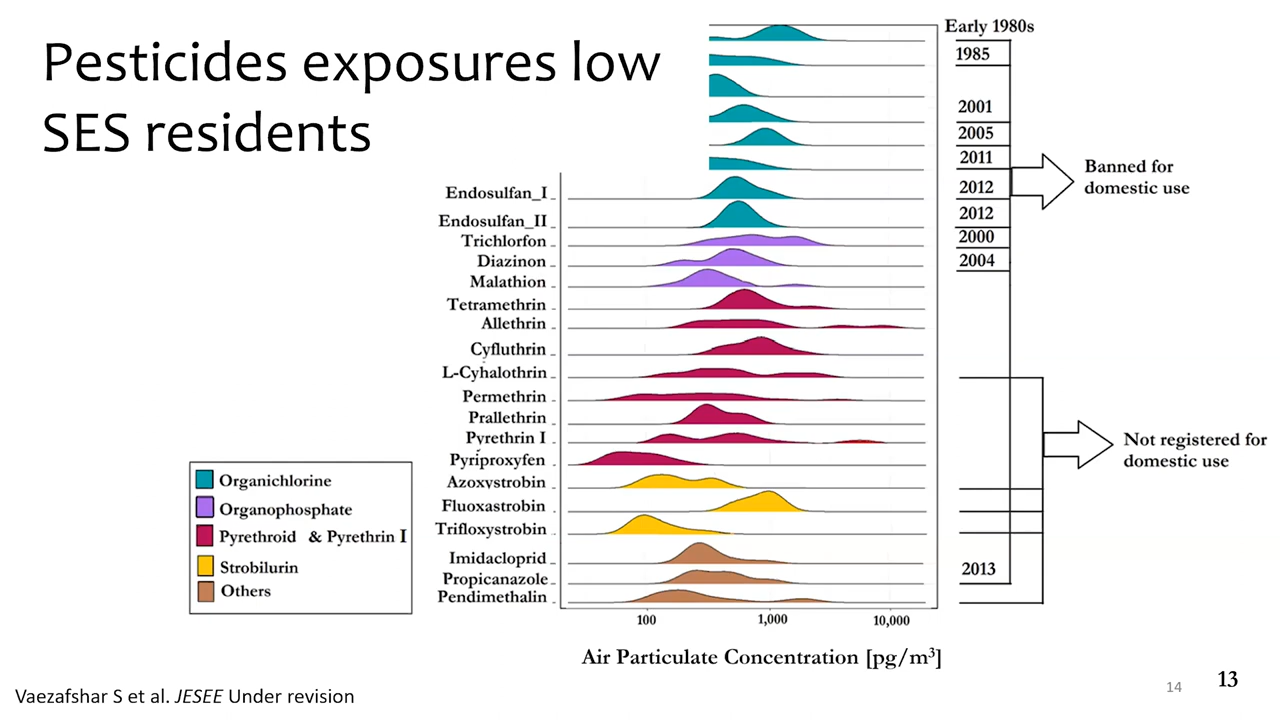 Pesticides exposures low
SES residents
Early 1980s
1985
2001
2005
2011
2012
2012
2000
2004
2013
Banned for
domestic use
Not registered for
domestic use
Endosulfan_I
Endosulfan_II
Trichlorfon
Diazinon
Malathion
Tetramethrin
Allethrin
Cyfluthrin
L-Cyhalothrin
Permethrin
Prallethrin
Pyrethrin I
Pyriproxyfen
Azoxystrobin
Fluoxastrobin
Trifloxystrobin
Imidacloprid
Propicanazole
Pendimethalin
Organichlorine
Organophosphate
Pyrethroid & Pyrethrin I
Strobilurin
Others
100
1,000
10,000
Air Particulate Concentration [pg/m³]
Vaezafshar S et al. JESEE Under revision
14
13